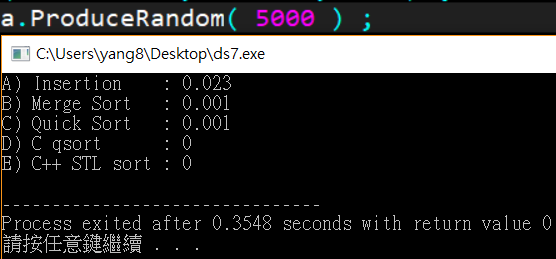 a.ProduceRandom( 5000 ) ;
C:\Users\yang8\Desktop\ds7.exe
A) Insertion : 0.023
B) Merge Sort : 0.001
C) Quick Sort : 0.001
D) C qsort : 0
E) C++ STL sort : 0
--------------------------------
Process exited after 0.3548 seconds with return value 0
請按任意鍵繼續 . . .